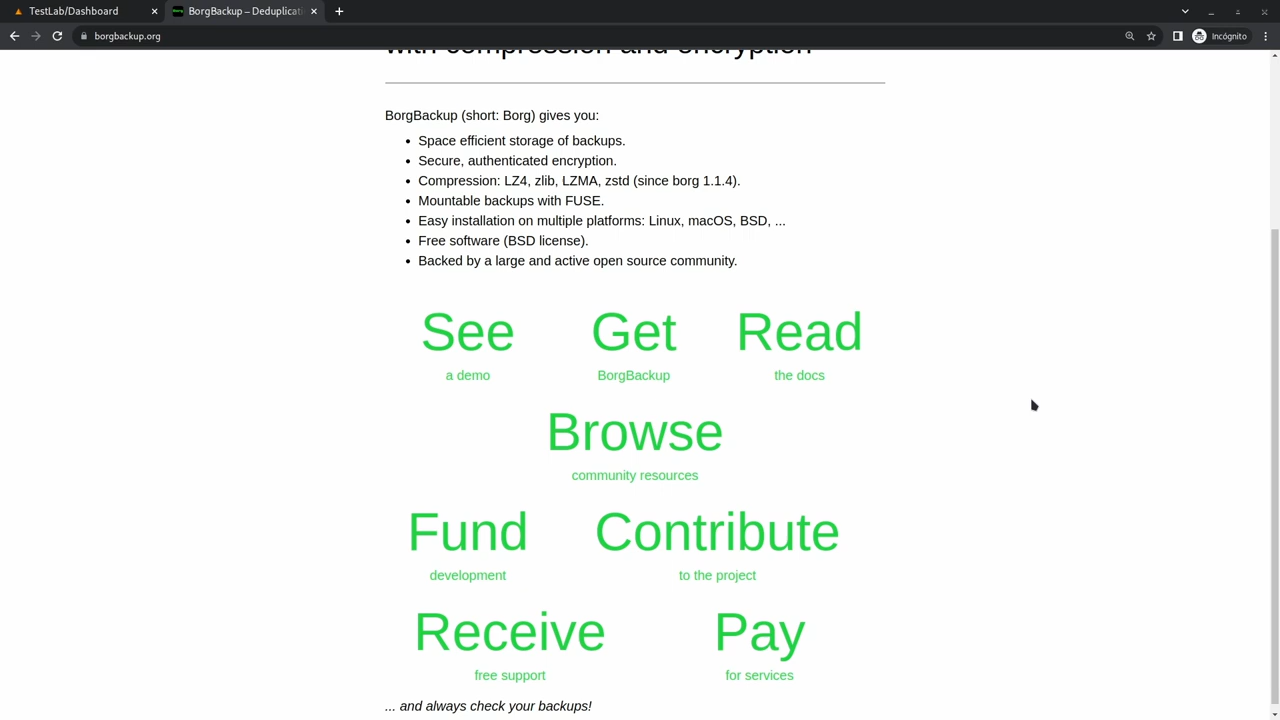 TestLab/Dashboard
BorgBackup – Deduplicati
borgbackup.org
Incógnito
with compression and encryption
BorgBackup (short: Borg) gives you:
Space efficient storage of backups.
Secure, authenticated encryption.
Compression: LZ4, zlib, LZMA, zstd (since borg 1.1.4).
Mountable backups with FUSE.
Easy installation on multiple platforms: Linux, macOS, BSD, ...
Free software (BSD license).
Backed by a large and active open source community.
See Get Read
a demo BorgBackup the docs
Browse
community resources
Fund Contribute
development to the project
Receive Pay
free support for services
... and always check your backups!